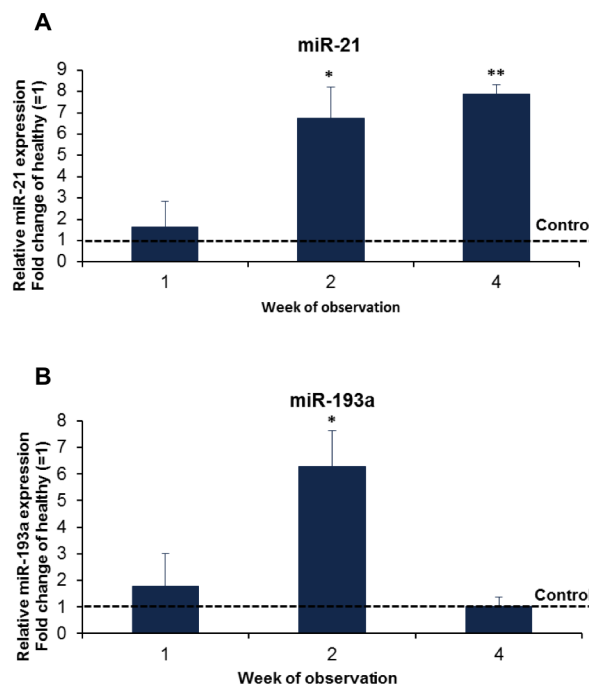 A
miR-21
Relative miR-21 expression
Fold change of healthy (=1)
9
8
7
6
5
4
3
2
1
0
*
**
Contro
1 2 4
Week of observation
B
miR-193a
Relative miR-193a expression
Fold change of healthy (=1)
8
7
6
5
4
3
2
1
0
*
Control
1 2 4
Week of observation